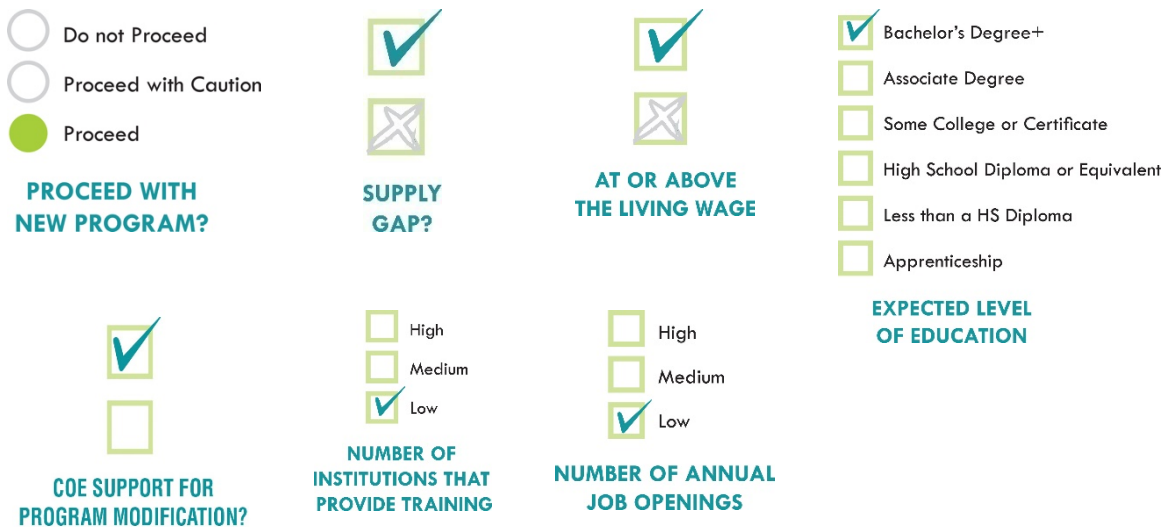 Do not Proceed
Proceed with Caution
Proceed
PROCEED WITH
NEW PROGRAM?
SUPPLY
GAP?
AT OR ABOVE
THE LIVING WAGE
Bachelor's Degree+
Associate Degree
Some College or Certificate
High School Diploma or Equivalent
Less than a HS Diploma
Apprenticeship
EXPECTED LEVEL
OF EDUCATION
COE SUPPORT FOR
PROGRAM MODIFICATION?
High
Medium
Low
NUMBER OF
INSTITUTIONS THAT
PROVIDE TRAINING
High
Medium
Low
NUMBER OF ANNUAL
JOB OPENINGS